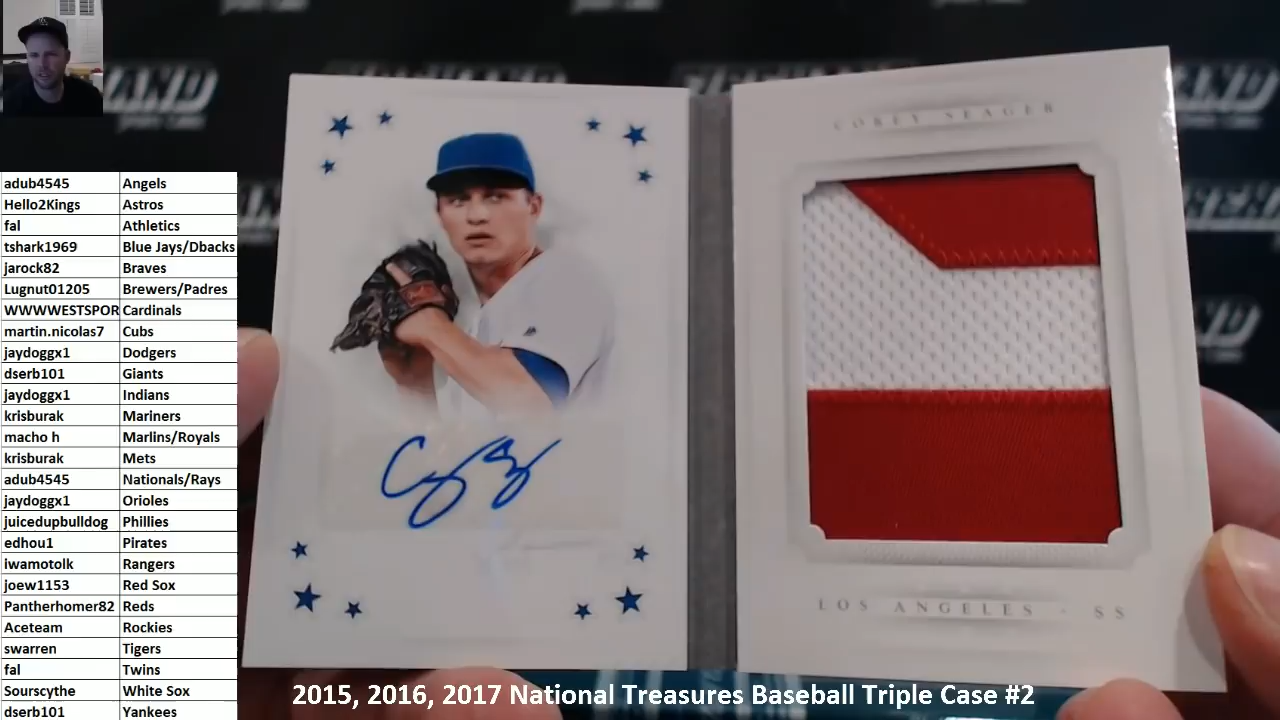 COREY SEAGER
LOS ANGELES - SS
adub4545 Angels
Hello2Kings Astros
fal Athletics
tshark1969 Blue Jays/Dbacks
jarock82 Braves
Lugnut01205 Brewers/Padres
WWWWESTSPOR Cardinals
martin.nicolas7 Cubs
jaydoggx1 Dodgers
dserb101 Giants
jaydoggx1 Indians
krisburak Mariners
macho h Marlins/Royals
krisburak Mets
adub4545 Nationals/Rays
jaydoggx1 Orioles
juicedupbulldog Phillies
edhou1 Pirates
iwamotolk Rangers
joew1153 Red Sox
Pantherhomer82 Reds
Aceteam Rockies
swarren Tigers
fal Twins
Sourscythe White Sox
dserb101 Yankees
2015, 2016, 2017 National Treasures Baseball Triple Case #2